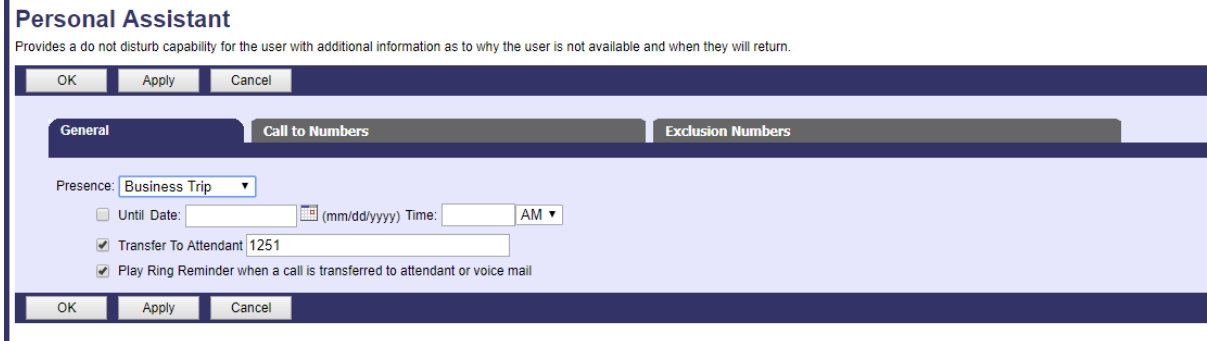 Personal Assistant
Provides a do not disturb capability for the user with additional information as to why the user is not available and when they will return.
OK Apply Cancel
General Call to Numbers Exclusion Numbers
Presence: Business Trip
Until Date: (mm/dd/yyyy) Time: AM
Transfer To Attendant 1251
Play Ring Reminder when a call is transferred to attendant or voice mail
OK Apply Cancel